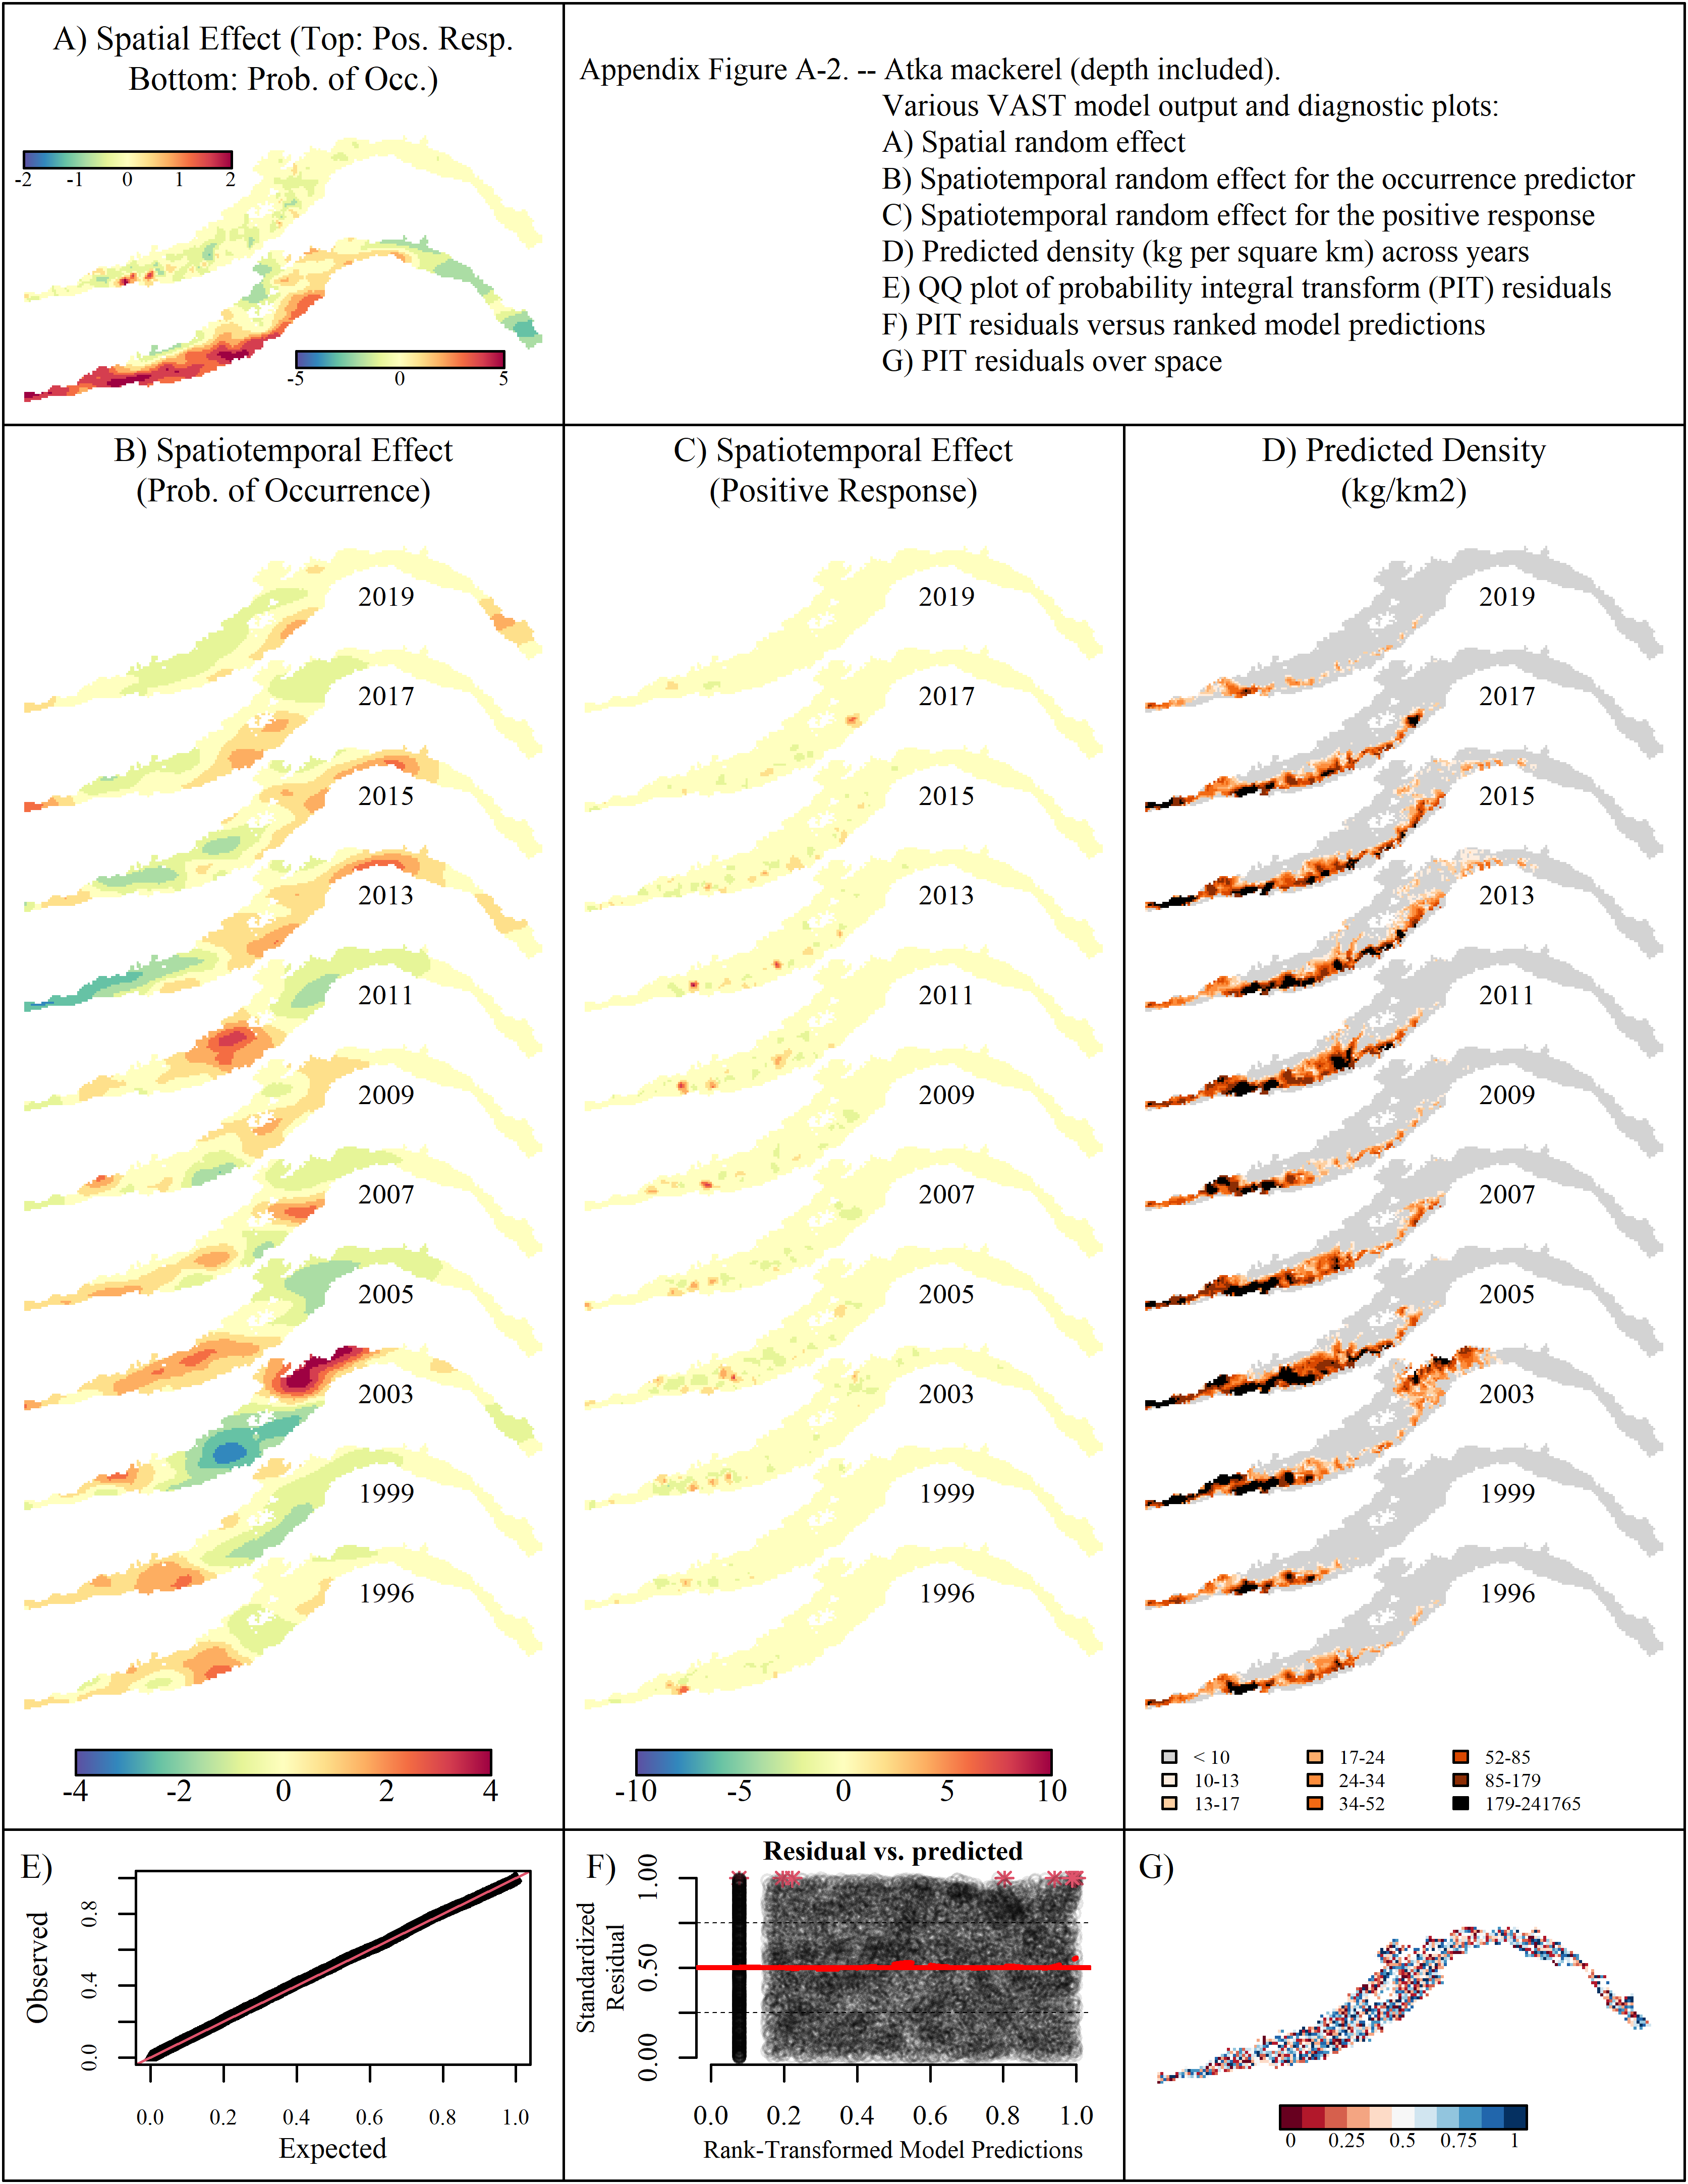 A) Spatial Effect (Top: Pos. Resp.
Bottom: Prob. of Occ.)
-2 -1 0 1 2
-5 0 5
Appendix Figure A-2. -- Atka mackerel (depth included).
Various VAST model output and diagnostic plots:
A) Spatial random effect
B) Spatiotemporal random effect for the occurrence predictor
C) Spatiotemporal random effect for the positive response
D) Predicted density (kg per square km) across years
E) QQ plot of probability integral transform (PIT) residuals
F) PIT residuals versus ranked model predictions
G) PIT residuals over space
B) Spatiotemporal Effect
(Prob. of Occurrence)
2019
2017
2015
2013
2011
2009
2007
2005
2003
1999
1996
-4 -2 0 2 4
C) Spatiotemporal Effect
(Positive Response)
2019
2017
2015
2013
2011
2009
2007
2005
2003
1999
1996
-10 -5 0 5 10
D) Predicted Density
(kg/km2)
2019
2017
2015
2013
2011
2009
2007
2005
2003
1999
1996
< 10 17-24 52-85
10-13 24-34 85-179
13-17 34-52 179-241765
E)
Observed
0.8
0.4
0.0
0.0 0.2 0.4 0.6 0.8 1.0
Expected
F)
Residual vs. predicted
Standardized
Residual
1.00
0.50
0.00
0.0 0.2 0.4 0.6 0.8 1.0
Rank-Transformed Model Predictions
G)
0 0.25 0.5 0.75 1